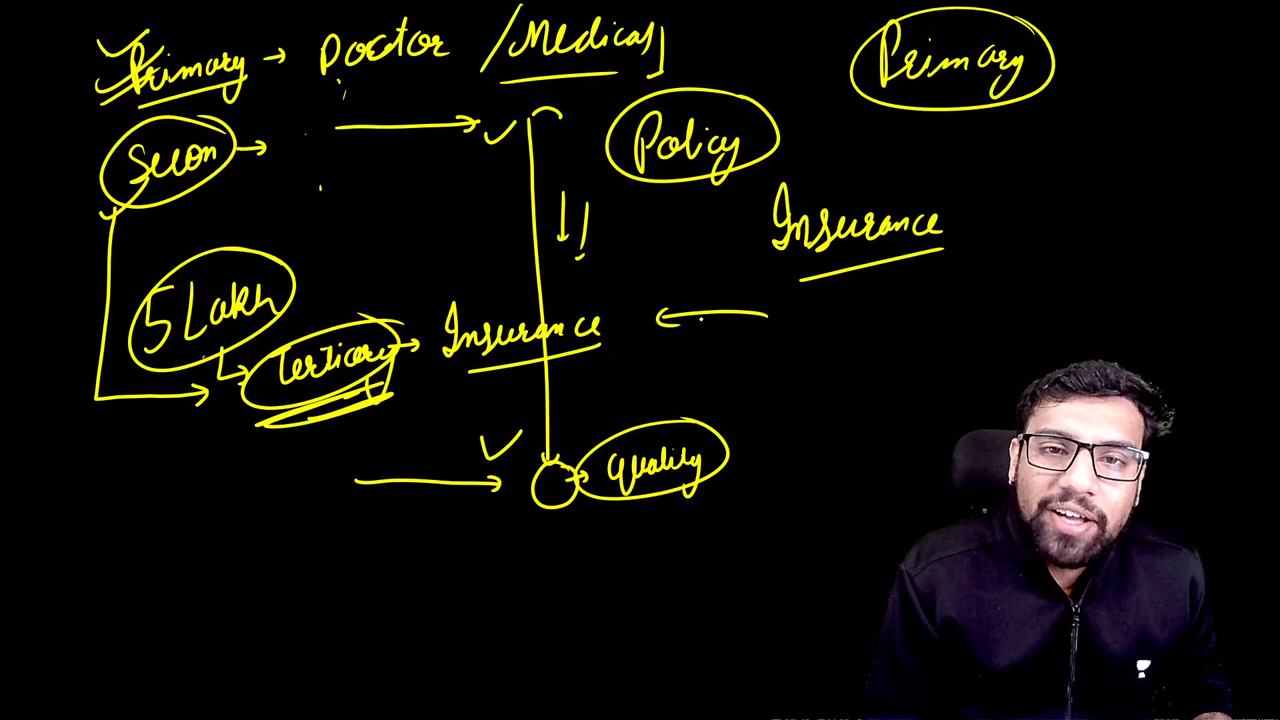 Primary → Doctor / Medical]
Primary
Secon →
Policy
Insurance
5 Lakh
Tertiary → Insurance
Quality